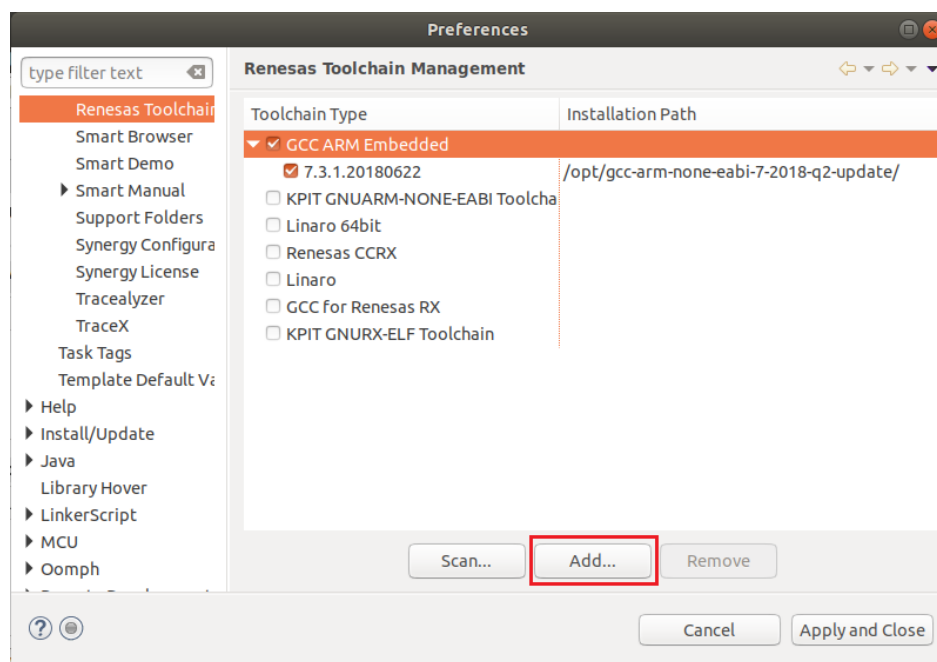 Preferences
type filter text
Renesas Toolchain Management
Renesas Toolchain
Smart Browser
Smart Demo
Smart Manual
Support Folders
Synergy Configura
Synergy License
Tracealyzer
TraceX
Task Tags
Template Default Va
Help
Install/Update
Java
Library Hover
LinkerScript
MCU
Oomph
Toolchain Type Installation Path
GCC ARM Embedded
7.3.1.20180622 /opt/gcc-arm-none-eabi-7-2018-q2-update/
KPIT GNUARM-NONE-EABI Toolcha
Linaro 64bit
Renesas CCRX
Linaro
GCC for Renesas RX
KPIT GNURX-ELF Toolchain
Scan... Add... Remove
Cancel Apply and Close